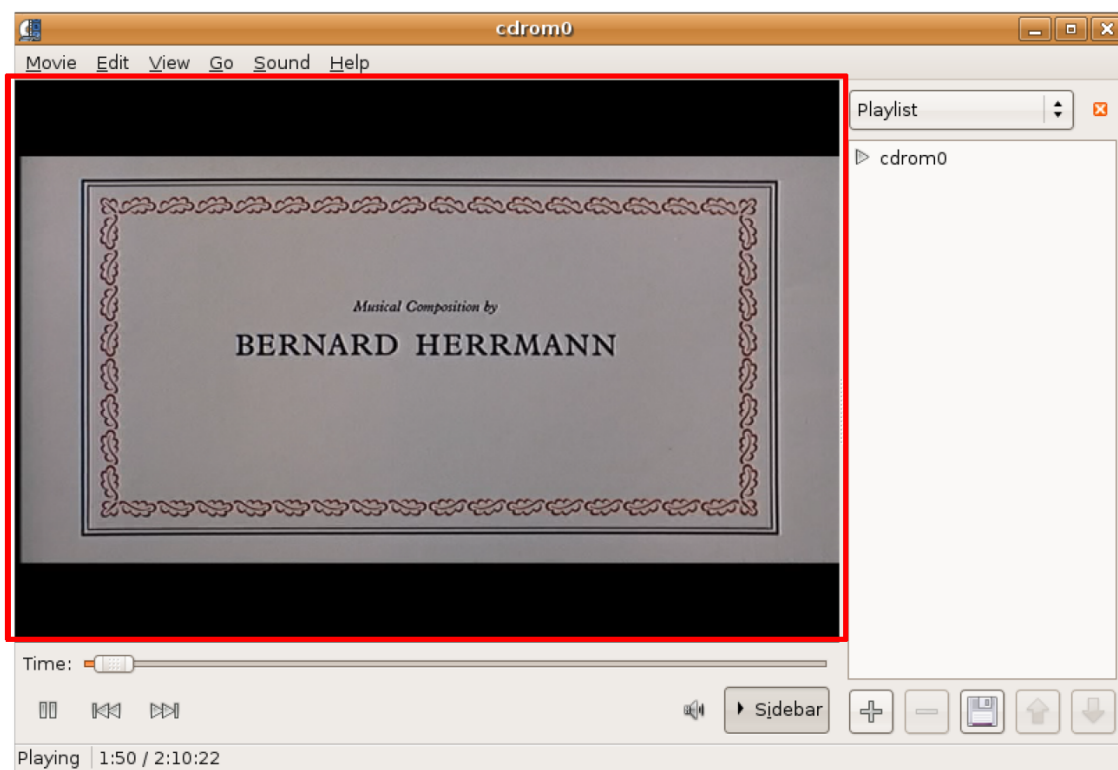 cdrom0
Movie Edit View Go Sound Help
Playlist
cdrom0
Musical Composition by
BERNARD HERRMANN
Time:
Sidebar
Playing 1:50 / 2:10:22